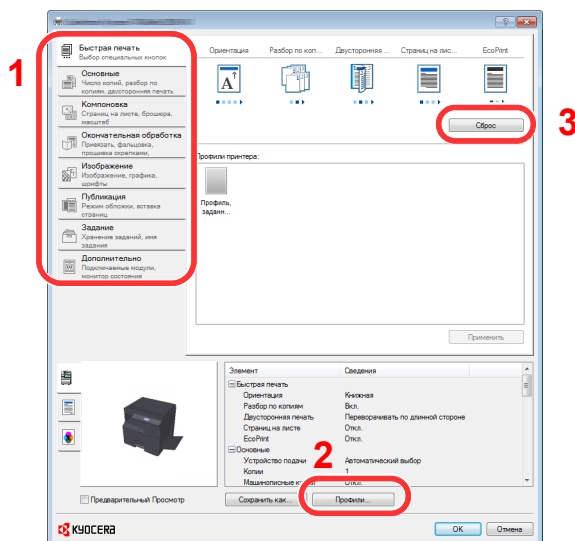 1
Быстрая печать
Выбор специальных кнопок
Основные
Число копий, разбор по
копиям, двусторонняя печать
Компоновка
Страниц на листе, брошюра,
масштаб
Окончательная обработка
Привязать, фальцовка,
прошивка скрепками,
Изображение
Изображение, графика,
шрифты
Публикация
Режим обложки, вставка
страниц
Задание
Хранение заданий, имя
задания
Дополнительно
Подключаемые модули,
монитор состояния
Ориентация Разбор по коп... Двусторонняя ... Страниц на лис... EcoPrint
A
Сброс
3
Профили принтера:
Профиль,
заданн...
Применить
Элемент Сведения
Быстрая печать
Ориентация Книжная
Разбор по копиям Вкл.
Двусторонняя печать Переворачивать по длинной стороне
Страниц на листе Откл.
EcoPrint Откл.
Основные
Устройство подачи Автоматический выбор
Копии 1
Машинописные Откл.
2
Предварительный Просмотр
Сохранить как... Профили...
KYOCERA
OK Отмена